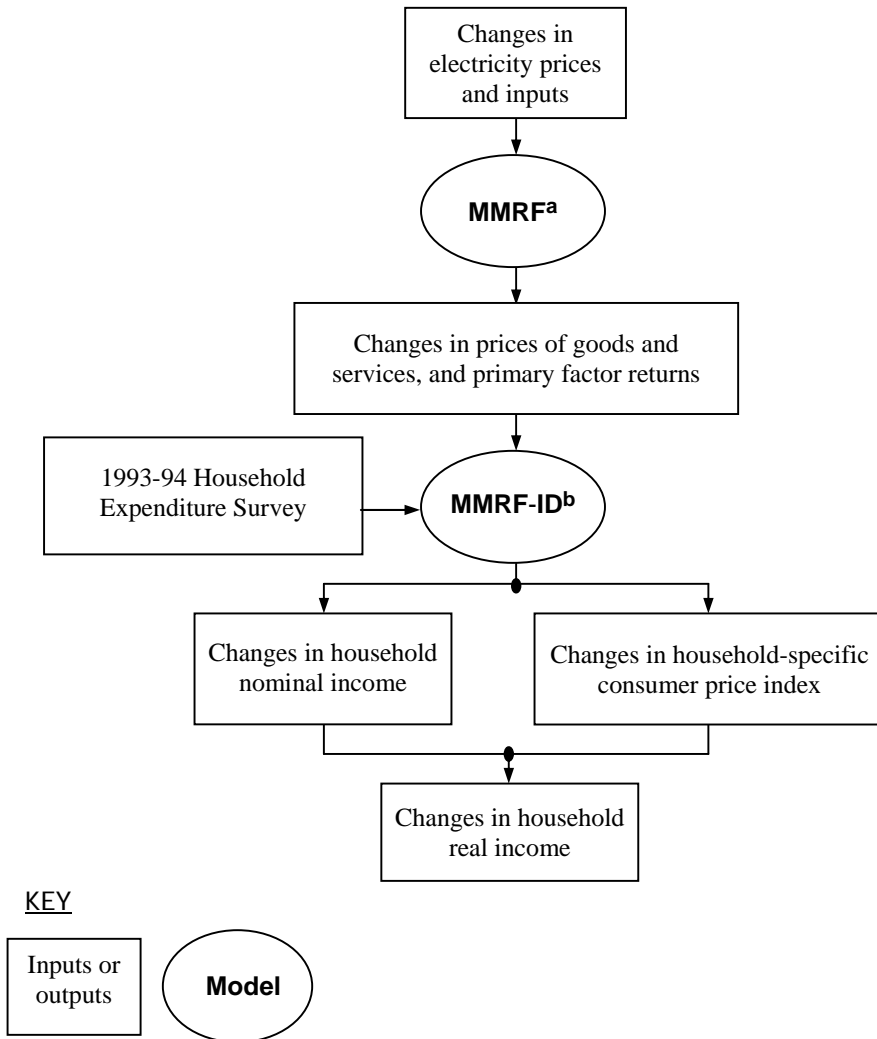 Changes in
electricity prices
and inputs
MMRFa
Changes in prices of goods and
services, and primary factor returns
1993-94 Household
Expenditure Survey
MMRF-IDb
Changes in household
nominal income
Changes in household-specific
consumer price index
Changes in household
real income
KEY
Inputs or
outputs
Model